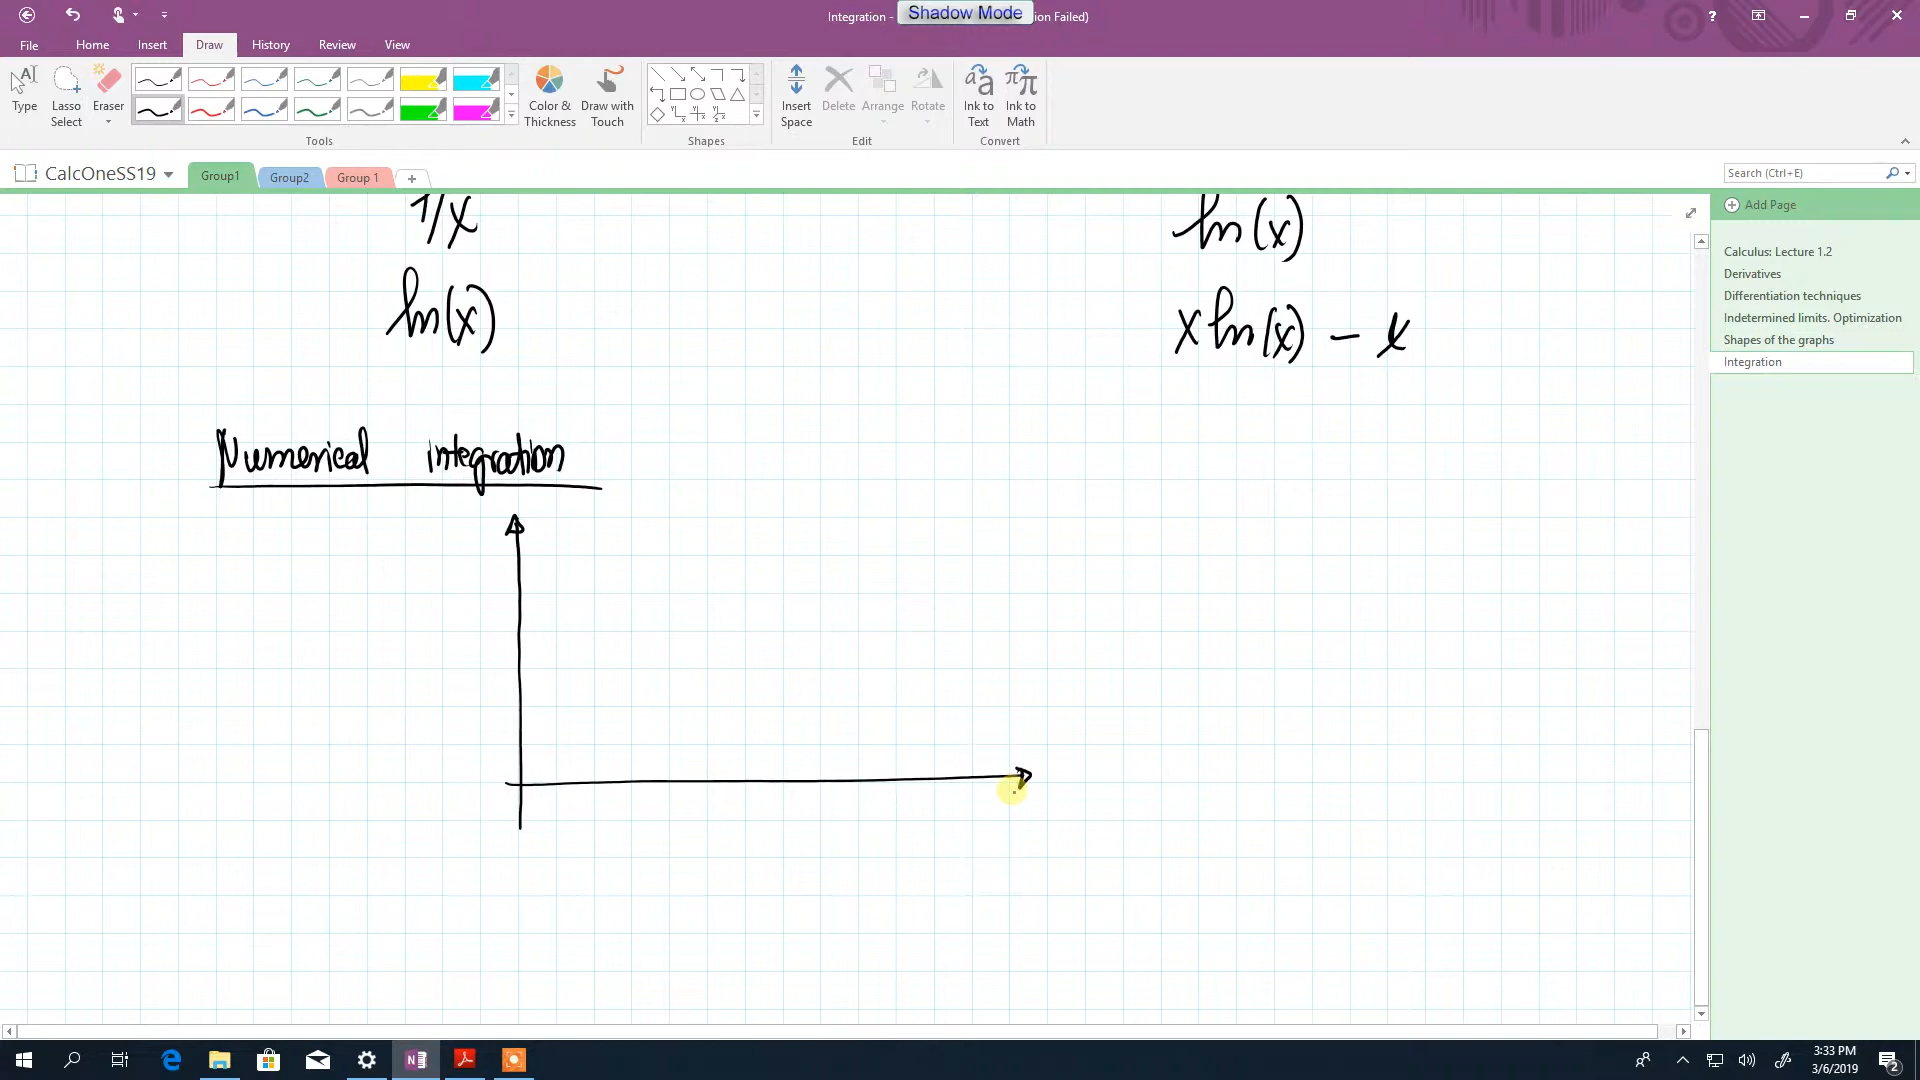 Integration - Shadow Mode ion Failed)
File Home Insert Draw History Review View
Type Lasso Select Eraser Color & Thickness Draw with Touch Insert Space Delete Arrange Rotate Ink to Text Ink to Math
Tools Shapes Edit Convert
CalcOneSS19 Group1 Group2 Group 1 Search (Ctrl+E)
Add Page
1/x ln(x)
Calculus: Lecture 1.2
Derivatives
Differentiation techniques
Indetermined limits. Optimization
Shapes of the graphs
Integration
ln(x) x ln(x) - x
Numerical integration
3:33 PM
3/6/2019
2